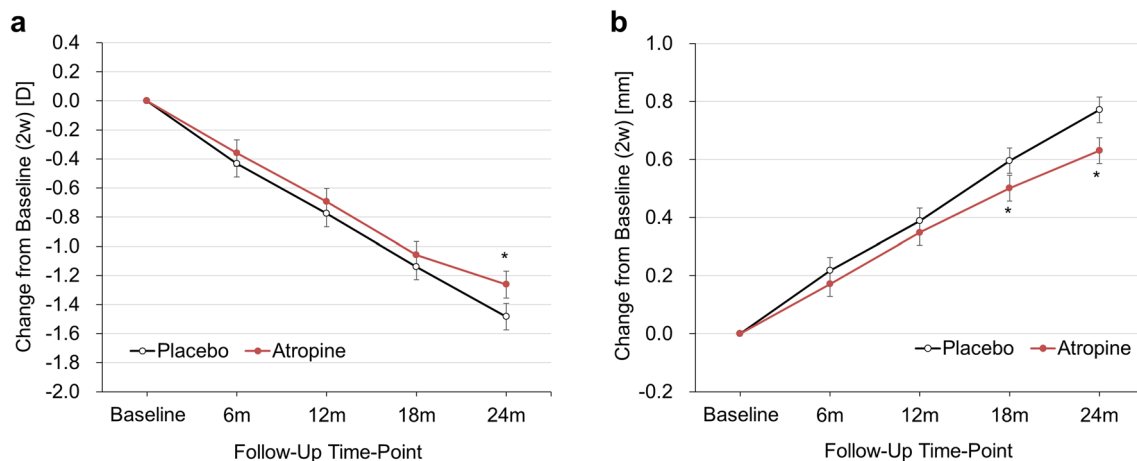 a
Change from Baseline (2w) [D]
0.4
0.2
0.0
-0.2
-0.4
-0.6
-0.8
-1.0
-1.2
-1.4
-1.6
-1.8
-2.0
*
Placebo Atropine
Baseline 6m 12m 18m 24m
Follow-Up Time-Point
b
Change from Baseline (2w) [mm]
1.0
0.8
0.6
0.4
0.2
0.0
-0.2
*
*
Placebo Atropine
Baseline 6m 12m 18m 24m
Follow-Up Time-Point